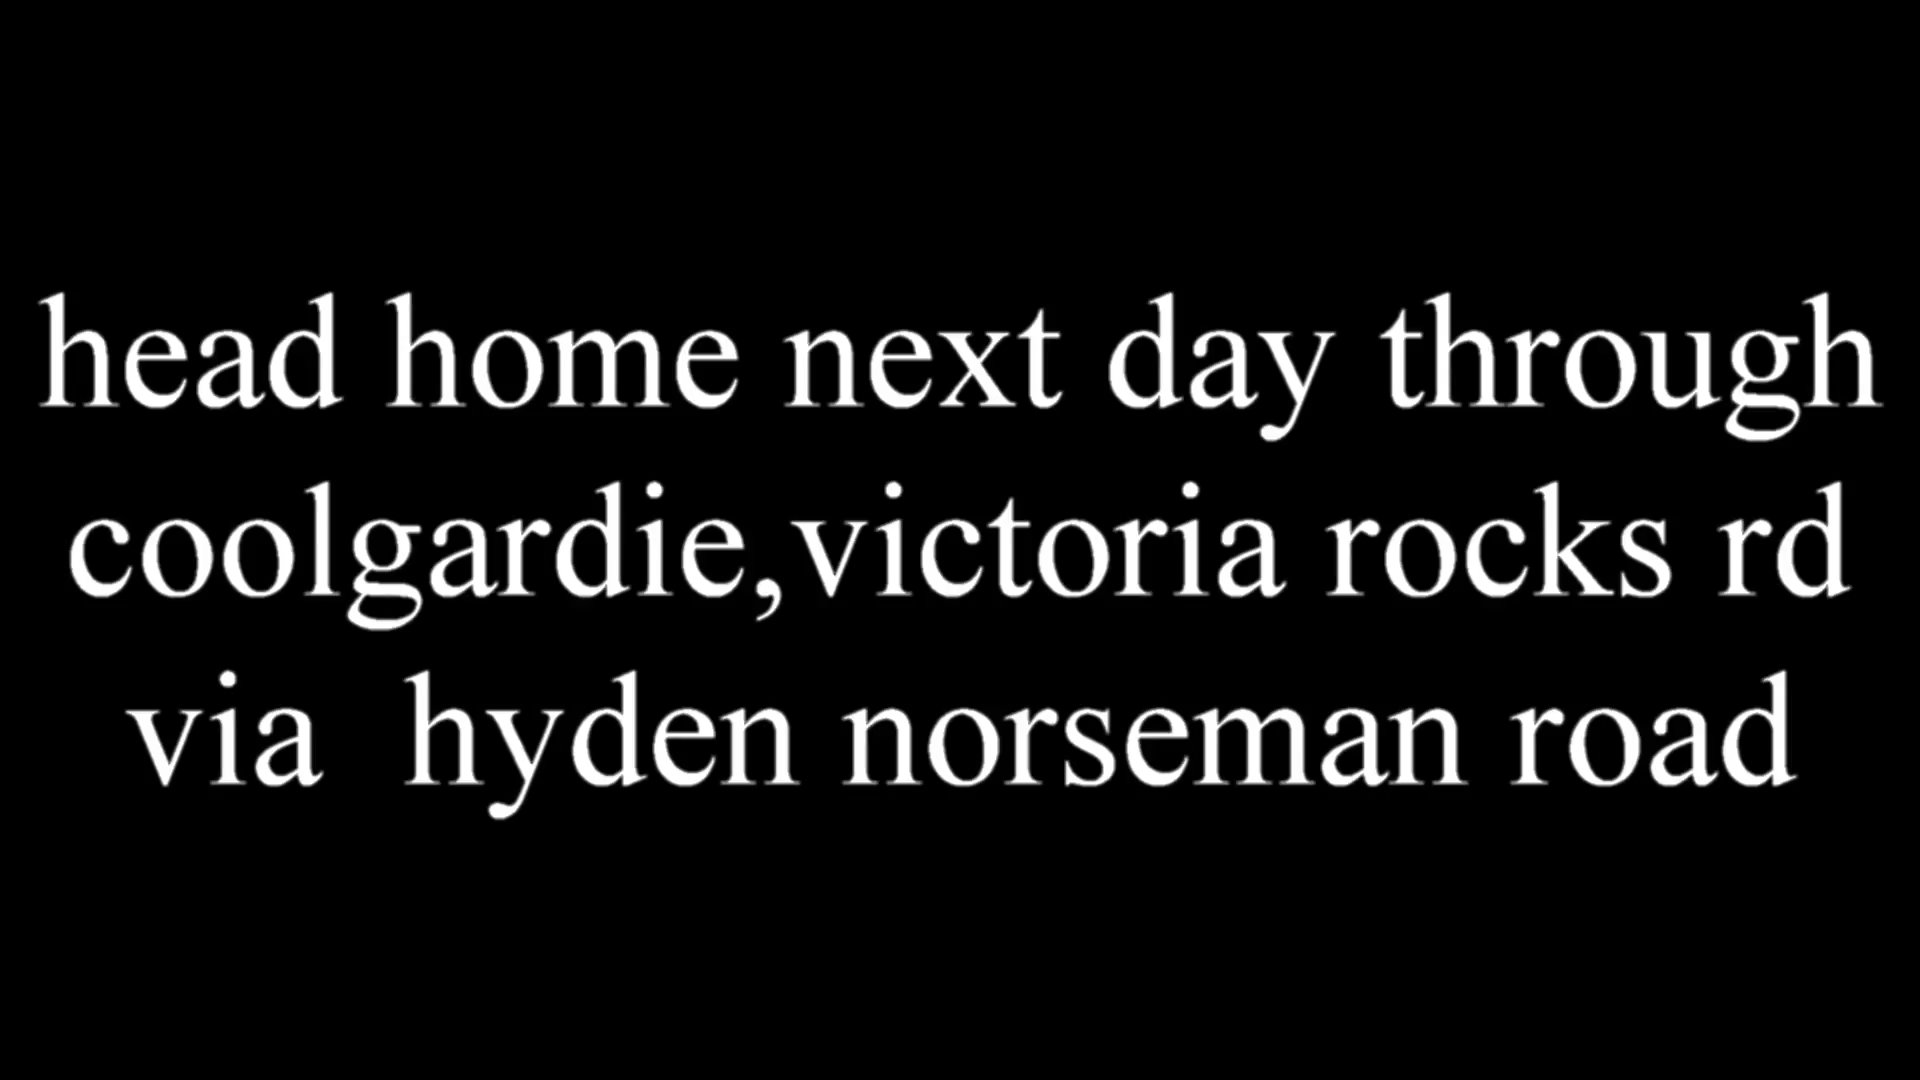 head home next day through
coolgardie,victoria rocks rd
via  hyden norseman road